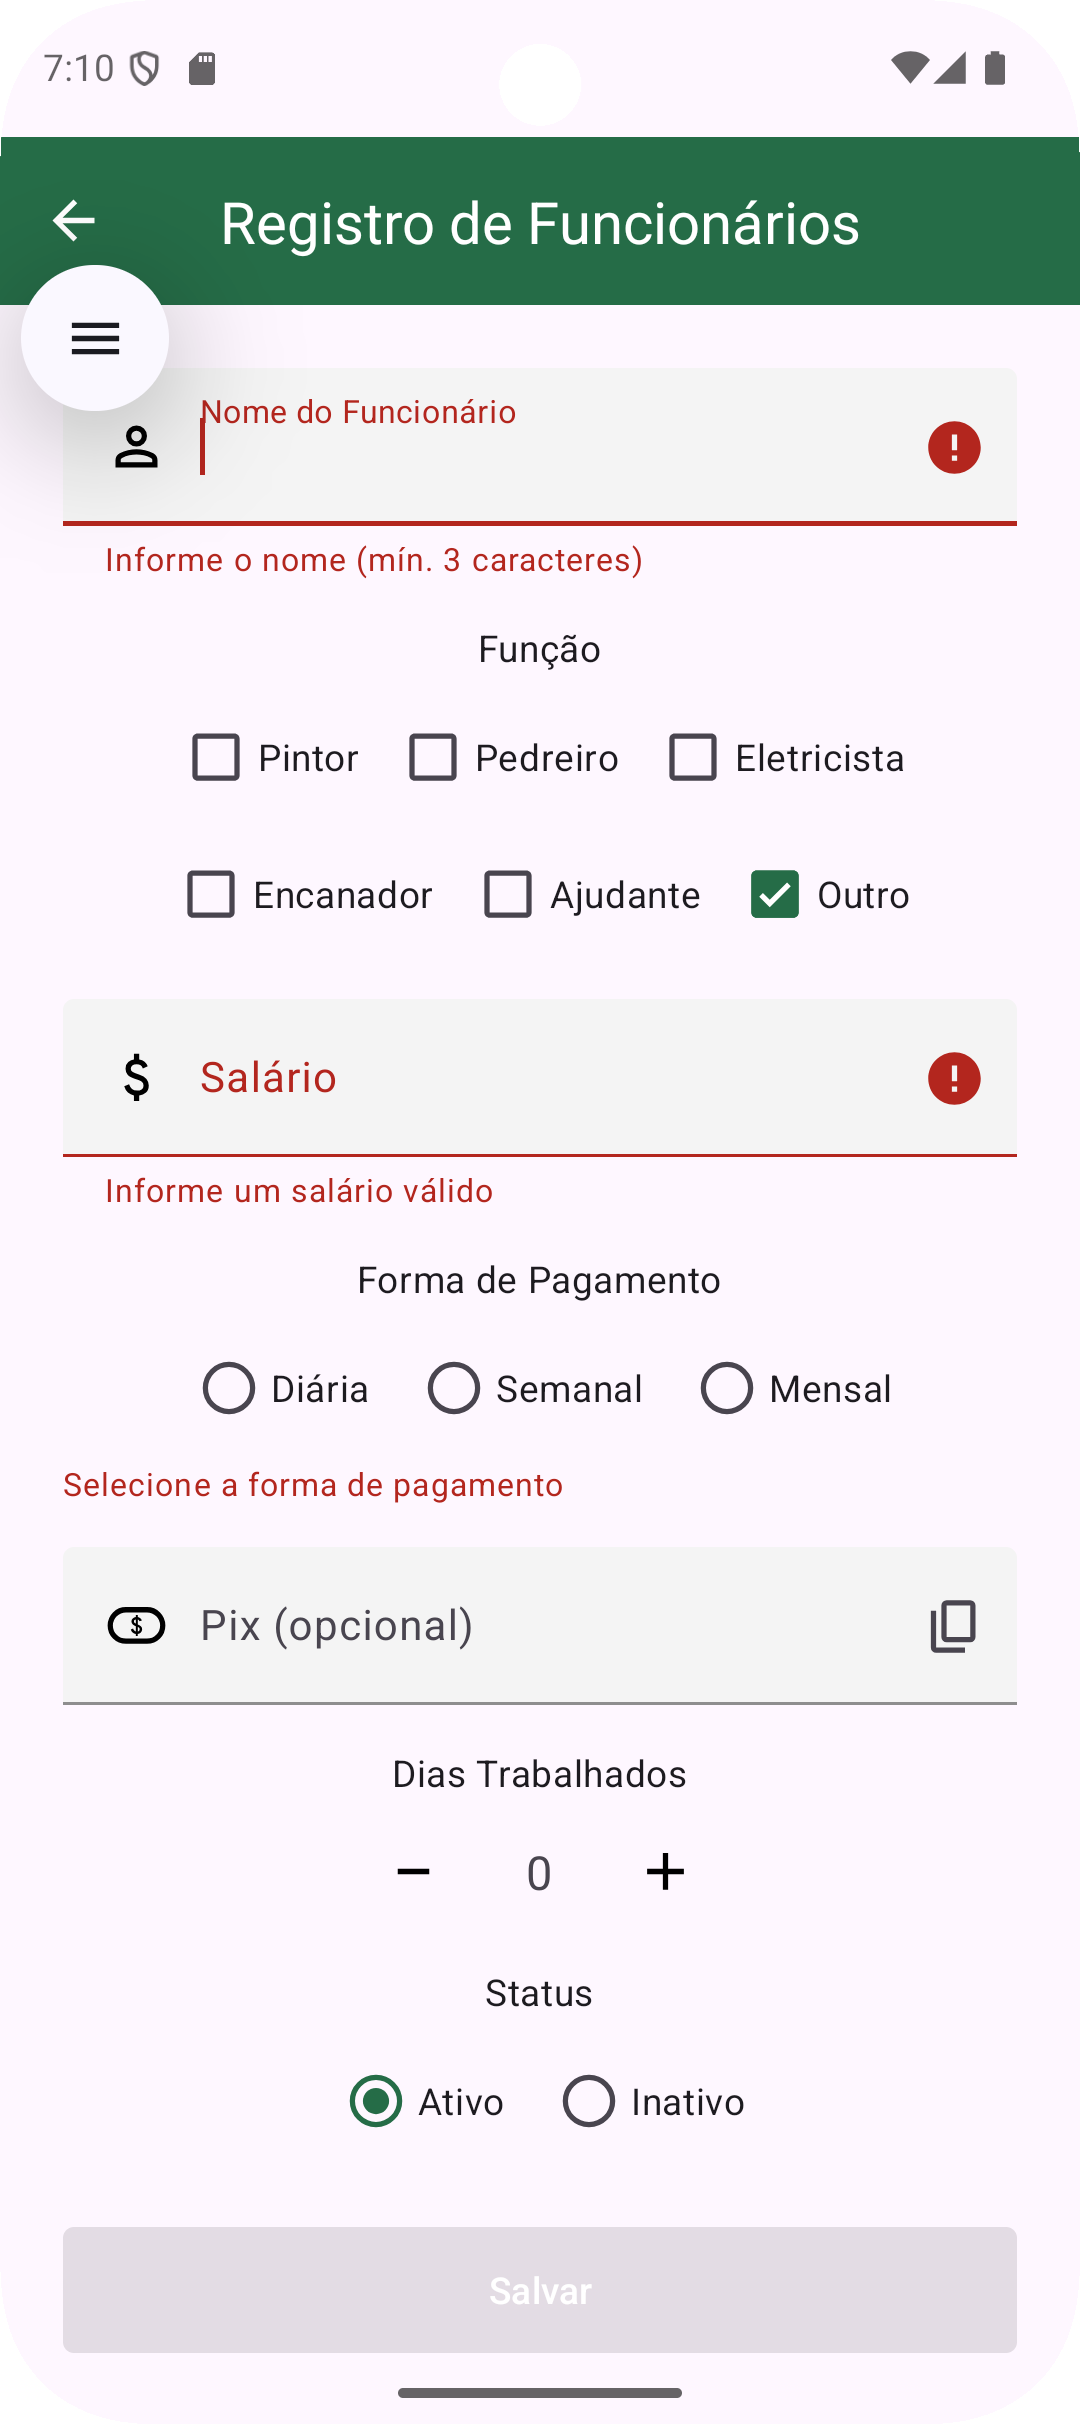 7:10
Registro de Funcionários
Nome do Funcionário
Informe o nome (mín. 3 caracteres)
Função
Pintor Pedreiro Eletricista
Encanador Ajudante Outro
$ Salário
Informe um salário válido
Forma de Pagamento
Diária Semanal Mensal
Selecione a forma de pagamento
$ Pix (opcional)
Dias Trabalhados
− 0 +
Status
Ativo Inativo
Salvar